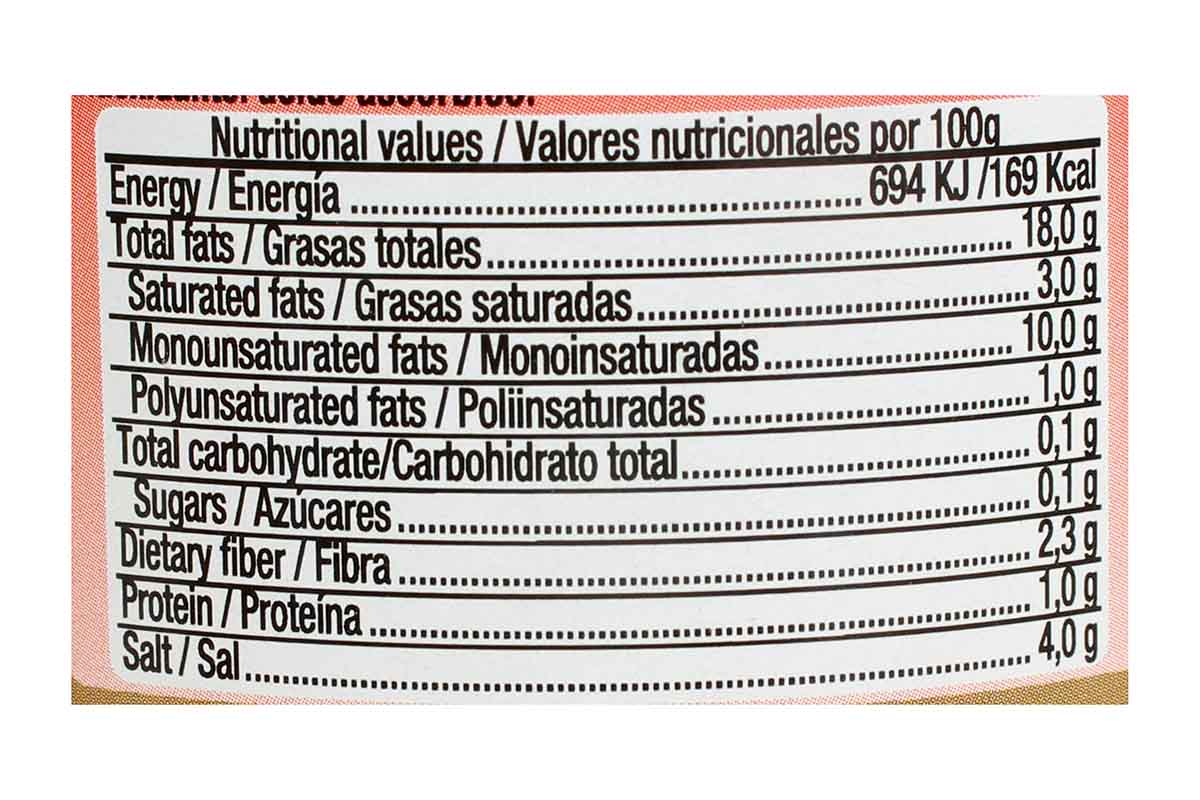 Nutritional values / Valores nutricionales por 100g
Energy / Energía ........................................ 694 KJ /169 Kcal
Total fats / Grasas totales ........................................ 18,0 g
Saturated fats / Grasas saturadas ........................................ 3,0 g
Monounsaturated fats / Monoinsaturadas ........................................ 10,0 g
Polyunsaturated fats / Poliinsaturadas ........................................ 1,0 g
Total carbohydrate/Carbohidrato total ........................................ 0,1 g
Sugars / Azúcares ........................................ 0,1 g
Dietary fiber / Fibra ........................................ 2,3 g
Protein / Proteína ........................................ 1,0 g
Salt / Sal ........................................ 4,0 g